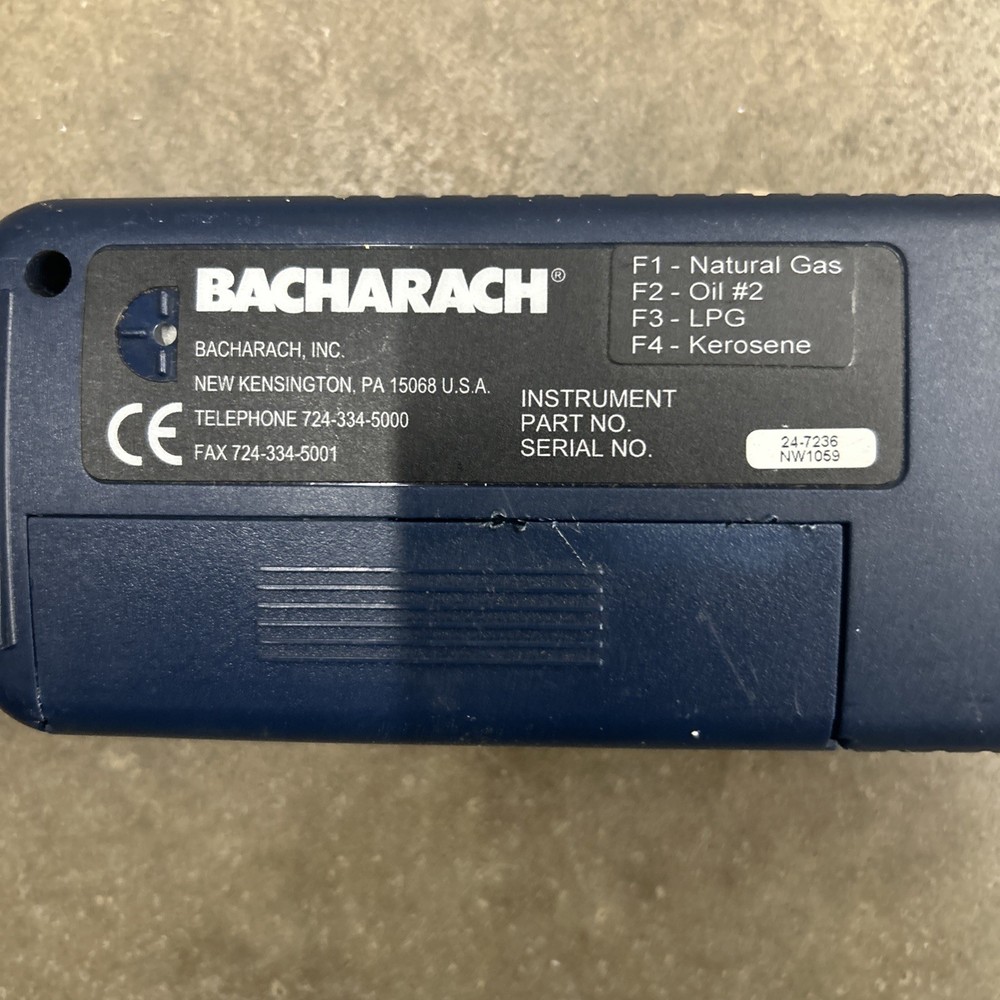 BACHARACH®
BACHARACH, INC.
NEW KENSINGTON, PA 15068 U.S.A.
TELEPHONE 724-334-5000
FAX 724-334-5001
CE
F1 - Natural Gas
F2 - Oil #2
F3 - LPG
F4 - Kerosene
INSTRUMENT
PART NO. 24-7236
SERIAL NO. NW1059